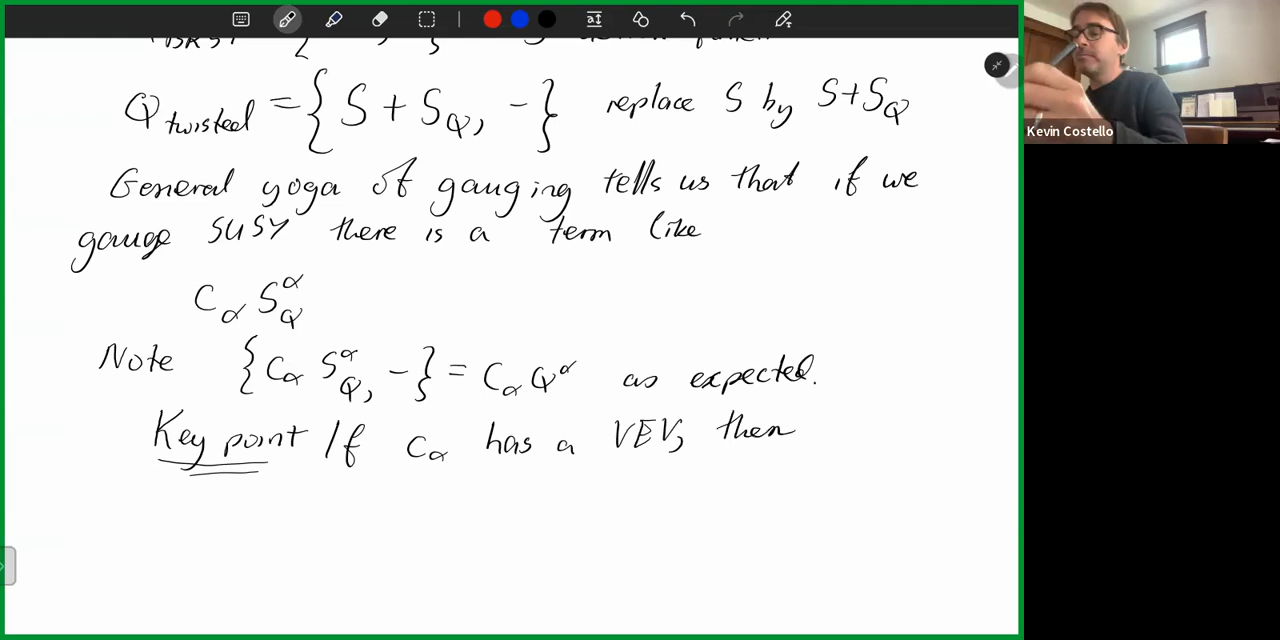 Q twisted = { S + S_Q, - } replace S by S+S_Q
General yoga of gauging tells us that if we
gauge SUSY there is a term like
C_α S_Q^α
Note { C_α S_Q^α, - } = C_α Q^α as expected.
Key point If C_α has a VEV, then
Kevin Costello